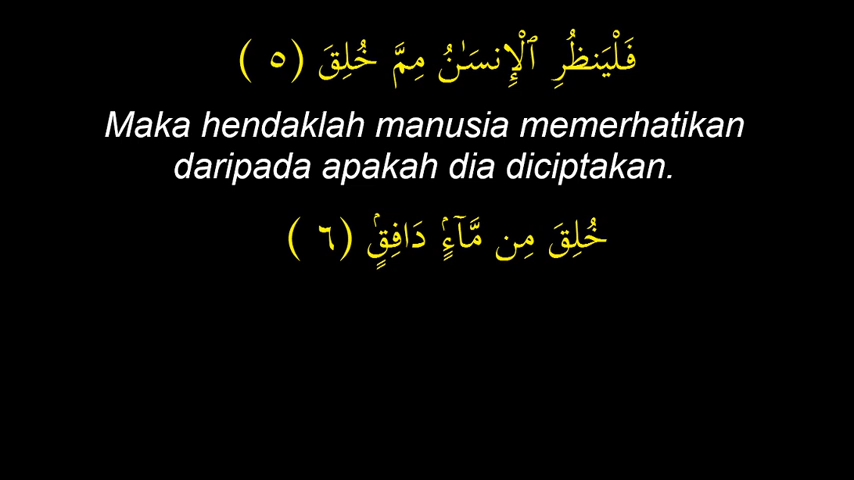 فَلْيَنظُرِ ٱلْإِنسَـٰنُ مِمَّ خُلِقَ (٥ )
Maka hendaklah manusia memerhatikan
daripada apakah dia diciptakan.
خُلِقَ مِن مَّآءٍۢ دَافِقٍۢ (٦ )